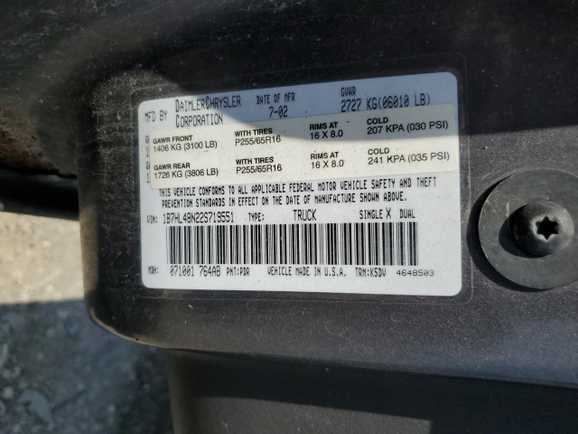 MFD BY DAIMLERCHRYSLER CORPORATION DATE OF MFR 7-02 GVWR 2727 KG(06010 LB)
GAWR FRONT WITH TIRES RIMS AT COLD
1406 KG (3100 LB) P255/65R16 16 X 8.0 207 KPA (030 PSI)
GAWR REAR WITH TIRES RIMS AT COLD
1726 KG (3806 LB) P255/65R16 16 X 8.0 241 KPA (035 PSI)
THIS VEHICLE CONFORMS TO ALL APPLICABLE FEDERAL MOTOR VEHICLE SAFETY AND THEFT
PREVENTION STANDARDS IN EFFECT ON THE DATE OF MANUFACTURE SHOWN ABOVE.
VIN: 1B7HL48N22S719551 TYPE: TRUCK SINGLE X DUAL
MDH: 071001 764AB PNT:PDR VEHICLE MADE IN U.S.A. TRM:K5DV 4648503